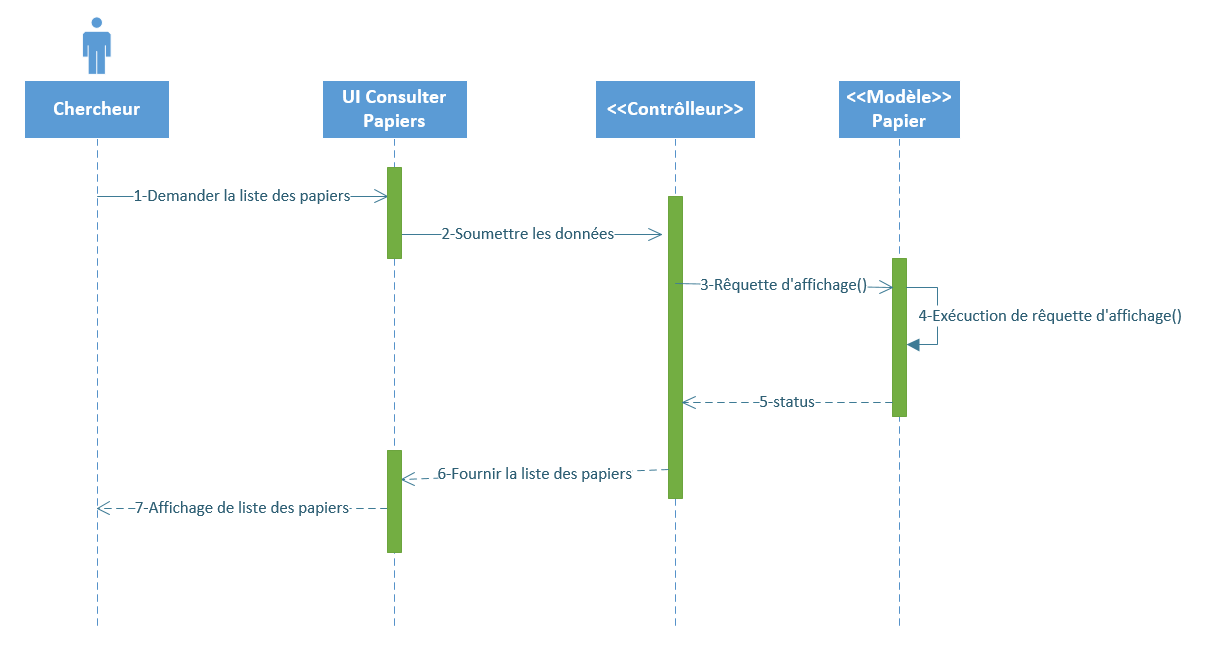 Chercheur
UI Consulter
Papiers
<<Contrôlleur>>
<<Modèle>>
Papier
1-Demander la liste des papiers
2-Soumettre les données
3-Rêquette d'affichage()
4-Exécuction de rêquette d'affichage()
5-status
6-Fournir la liste des papiers
7-Affichage de liste des papiers